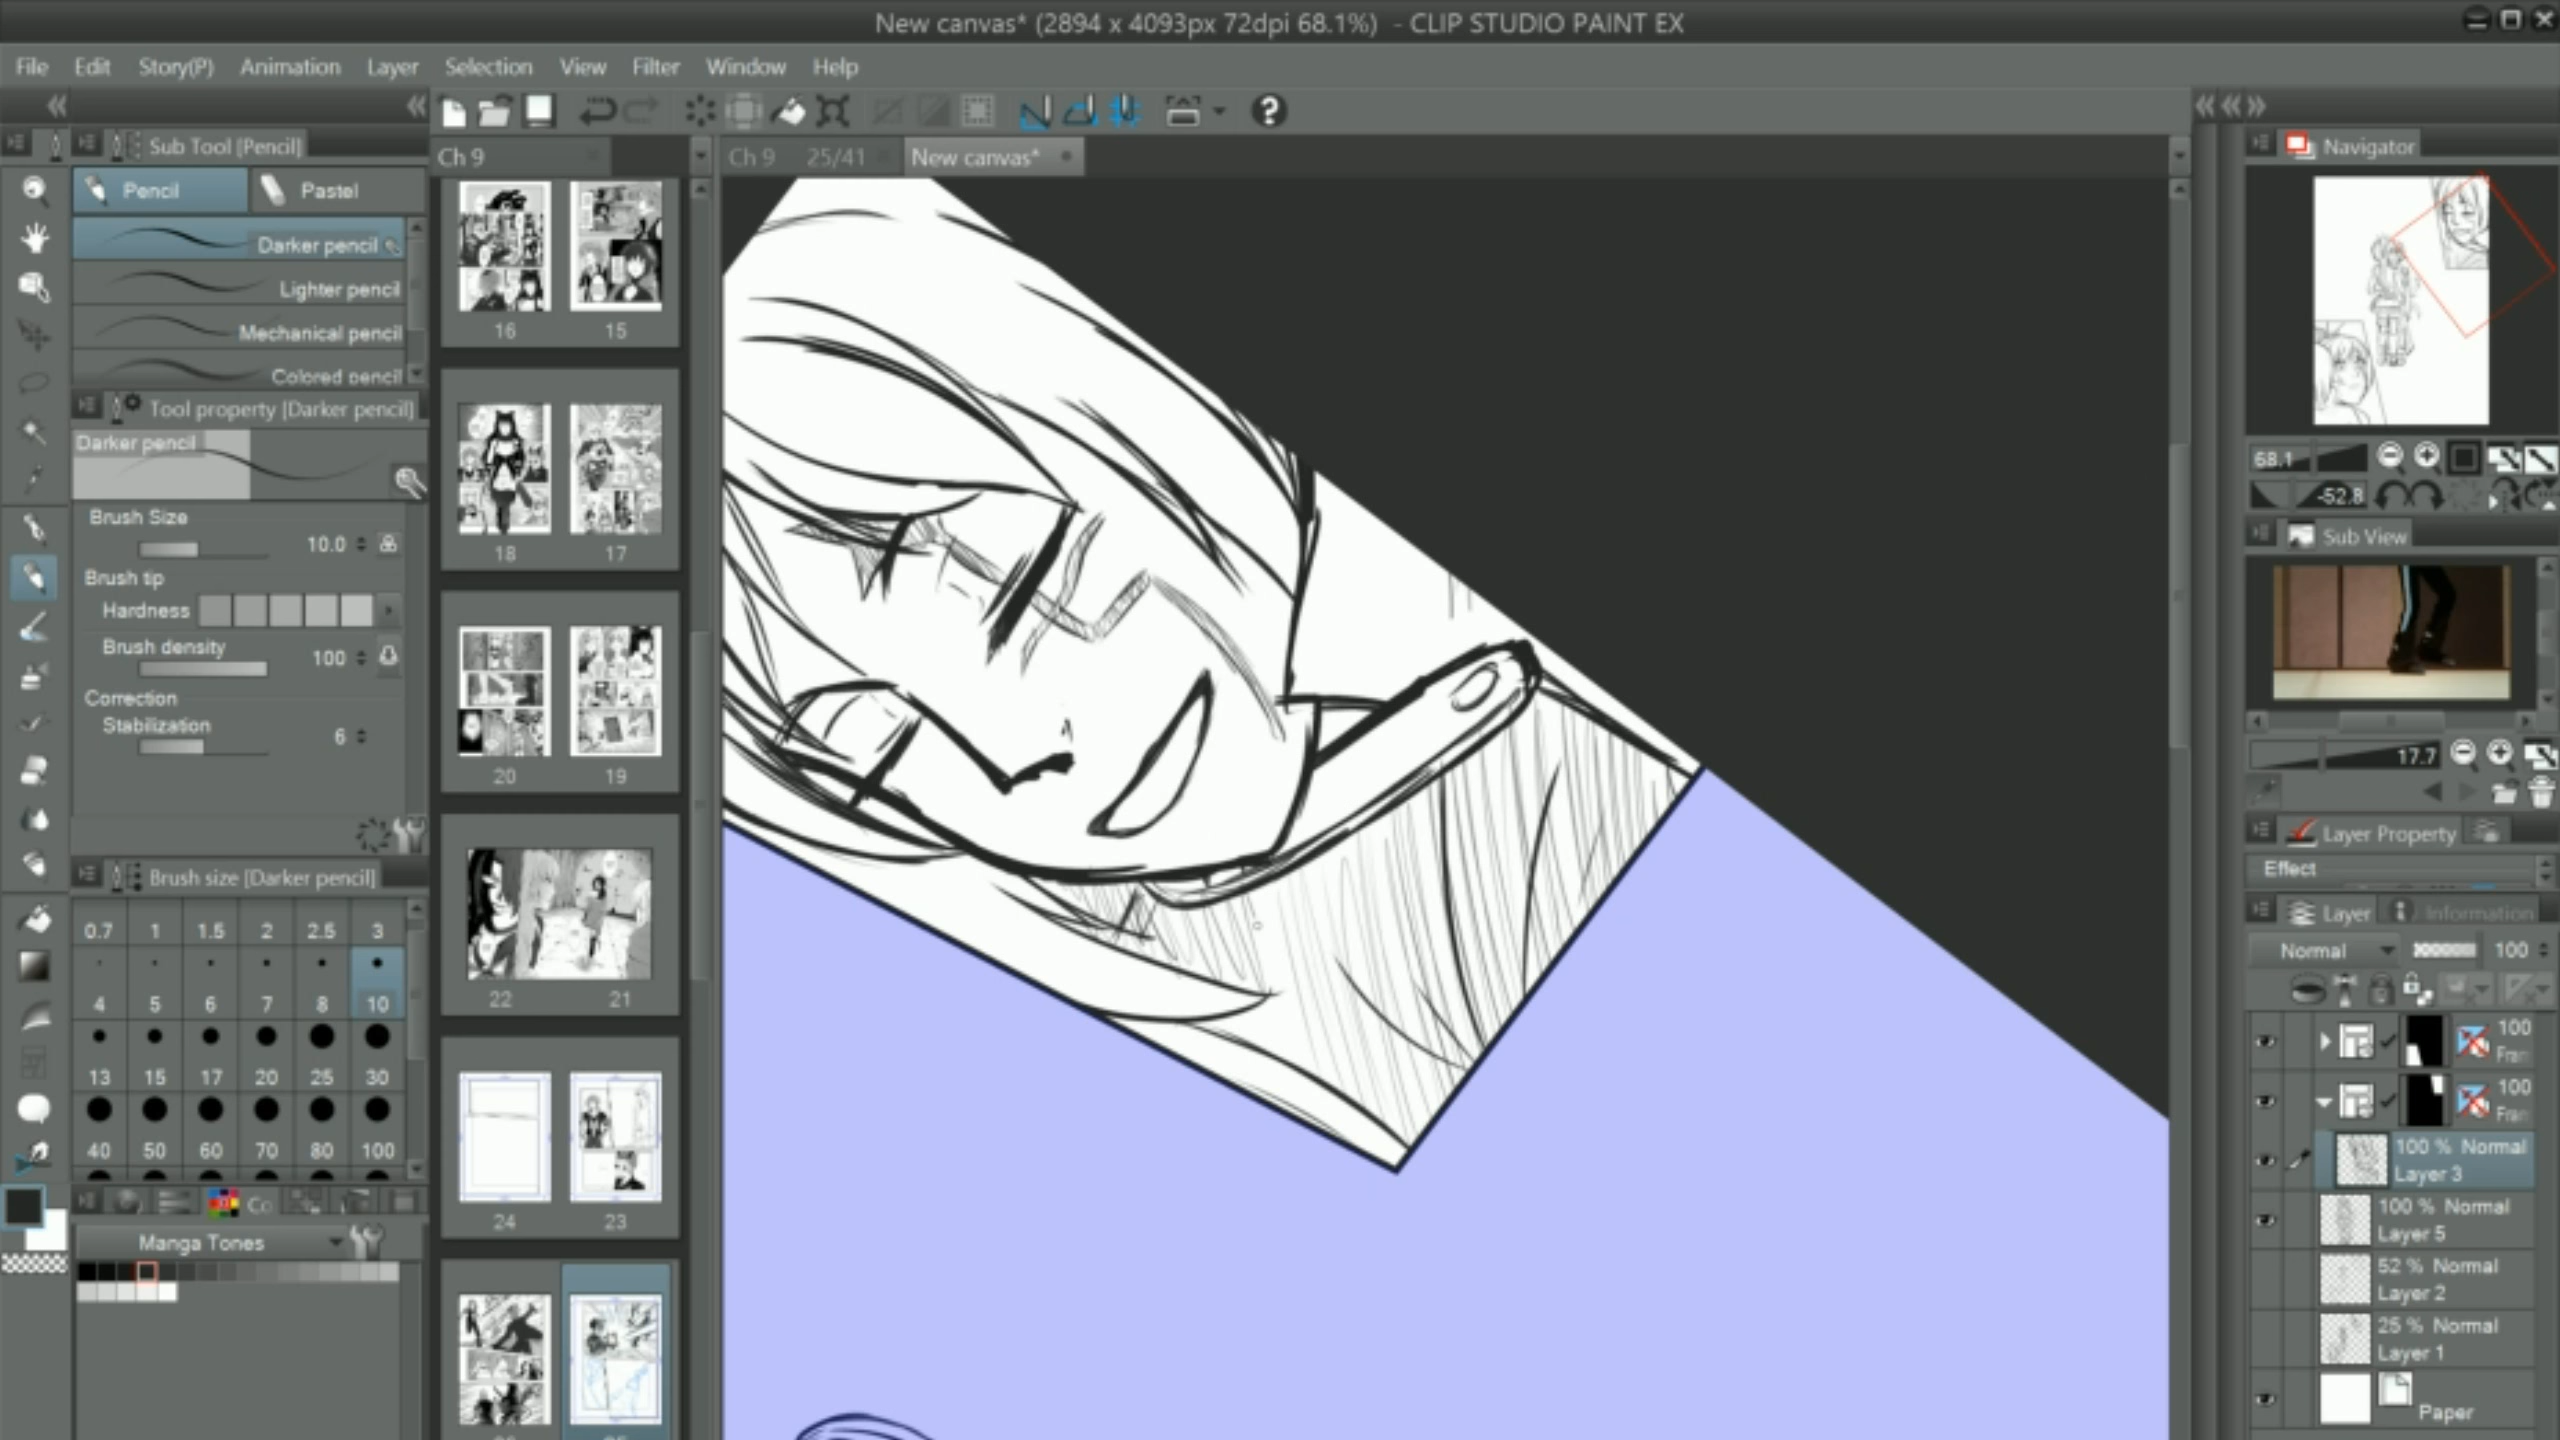 New canvas* (2894 x 4093px 72dpi 68.1%) - CLIP STUDIO PAINT EX
File Edit Story(P) Animation Layer Selection View Filter Window Help
Sub Tool [Pencil]
Pencil Pastel
Darker pencil
Lighter pencil
Mechanical pencil
Colored pencil
Tool property [Darker pencil]
Darker pencil
Brush Size
10.0
Brush tip
Hardness
Brush density
100
Correction
Stabilization
6
Brush size [Darker pencil]
0.7 1 1.5 2 2.5 3
4 5 6 7 8 10
13 15 17 20 25 30
40 50 60 70 80 100
Co
Manga Tones
Ch 9
16 15
18 17
20 19
22 21
24 23
Ch 9 25/41
New canvas*
Navigator
68.1
-52.8
Sub View
17.7
Layer Property
Effect
Layer Information
Normal 100
100
Fram
100
Fram
100 % Normal
Layer 3
100 % Normal
Layer 5
52 % Normal
Layer 2
25 % Normal
Layer 1
Paper